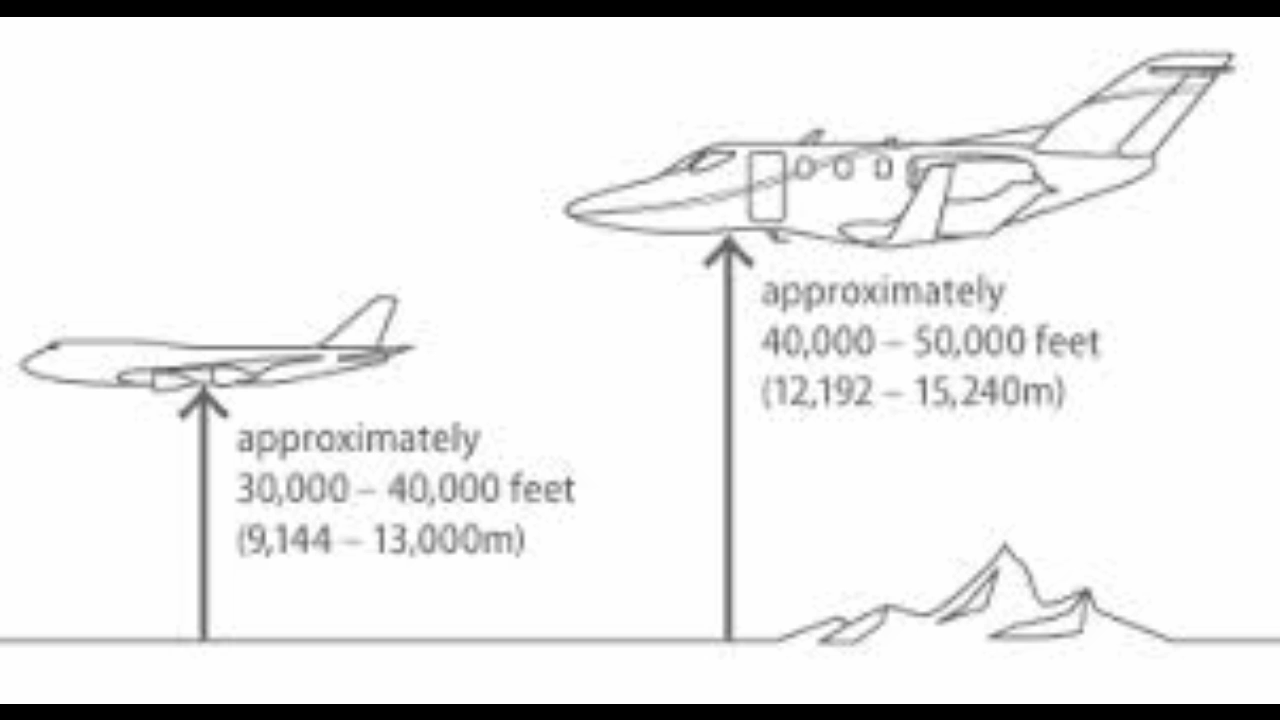 approximately
40,000 – 50,000 feet
(12,192 – 15,240m)
approximately
30,000 – 40,000 feet
(9,144 – 13,000m)